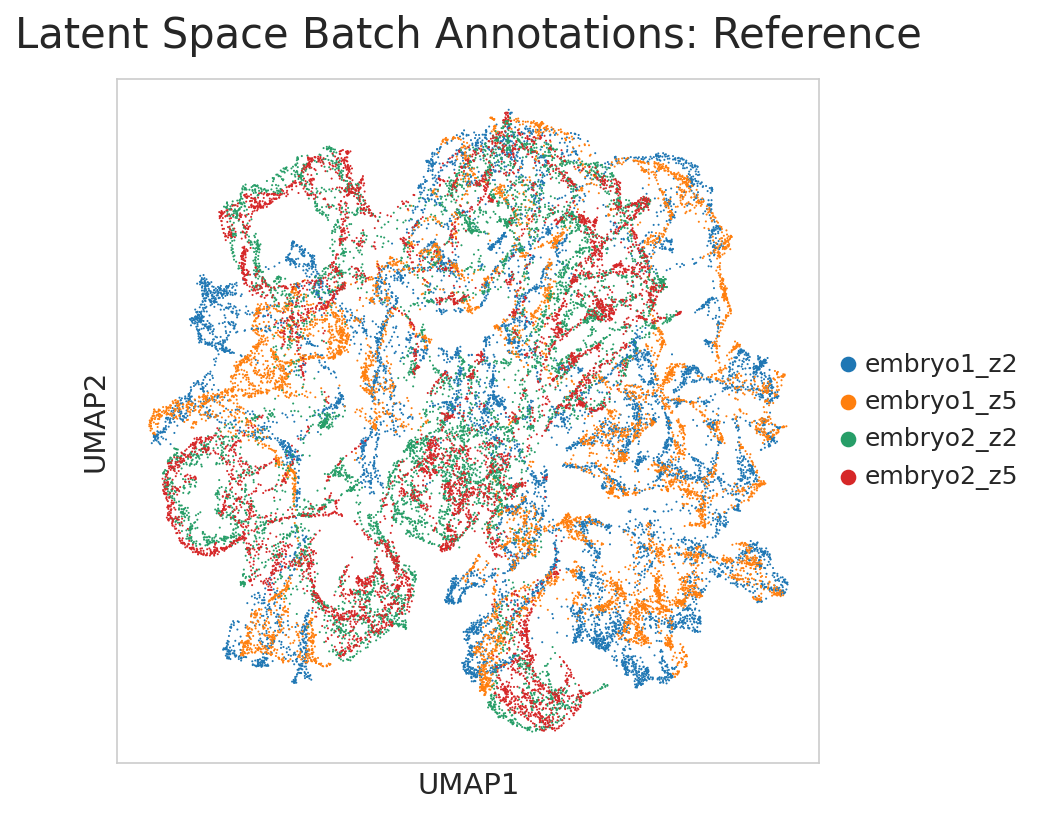 Latent Space Batch Annotations: Reference
UMAP2
UMAP1
embryo1_z2
embryo1_z5
embryo2_z2
embryo2_z5